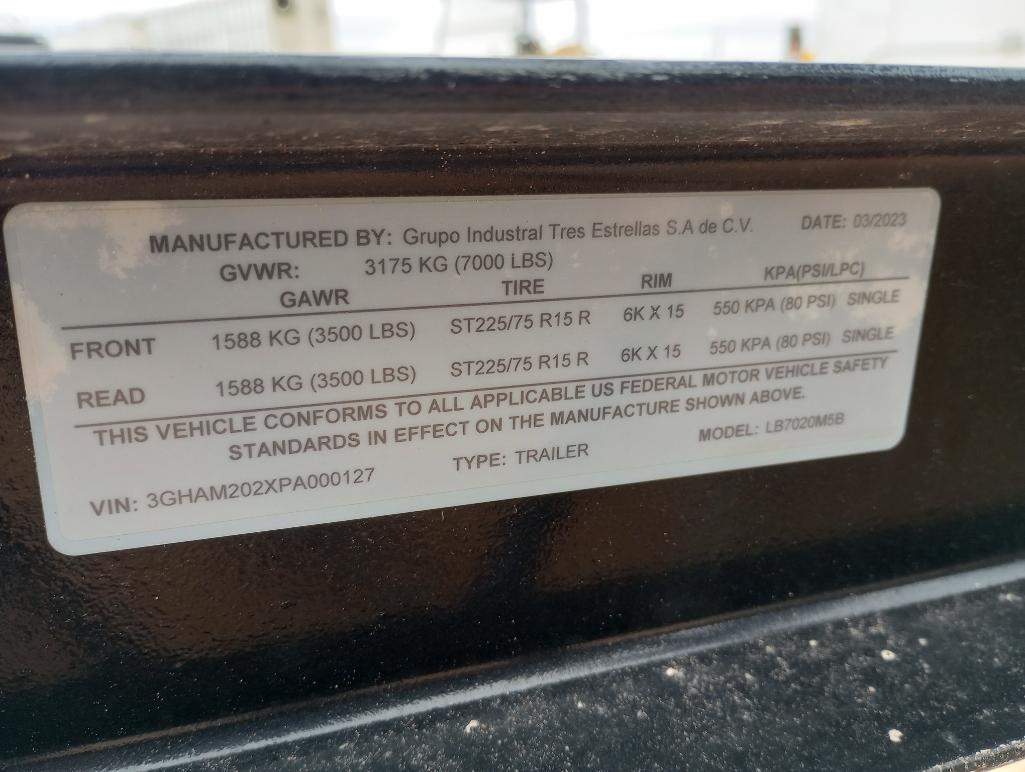 MANUFACTURED BY: Grupo Industral Tres Estrellas S.A de C.V. DATE: 03/2023
GVWR: 3175 KG (7000 LBS)
GAWR TIRE RIM KPA(PSI/LPC)
FRONT 1588 KG (3500 LBS) ST225/75 R15 R 6K X 15 550 KPA (80 PSI) SINGLE
READ 1588 KG (3500 LBS) ST225/75 R15 R 6K X 15 550 KPA (80 PSI) SINGLE
THIS VEHICLE CONFORMS TO ALL APPLICABLE US FEDERAL MOTOR VEHICLE SAFETY
STANDARDS IN EFFECT ON THE MANUFACTURE SHOWN ABOVE.
VIN: 3GHAM202XPA000127 TYPE: TRAILER MODEL: LB7020M5B